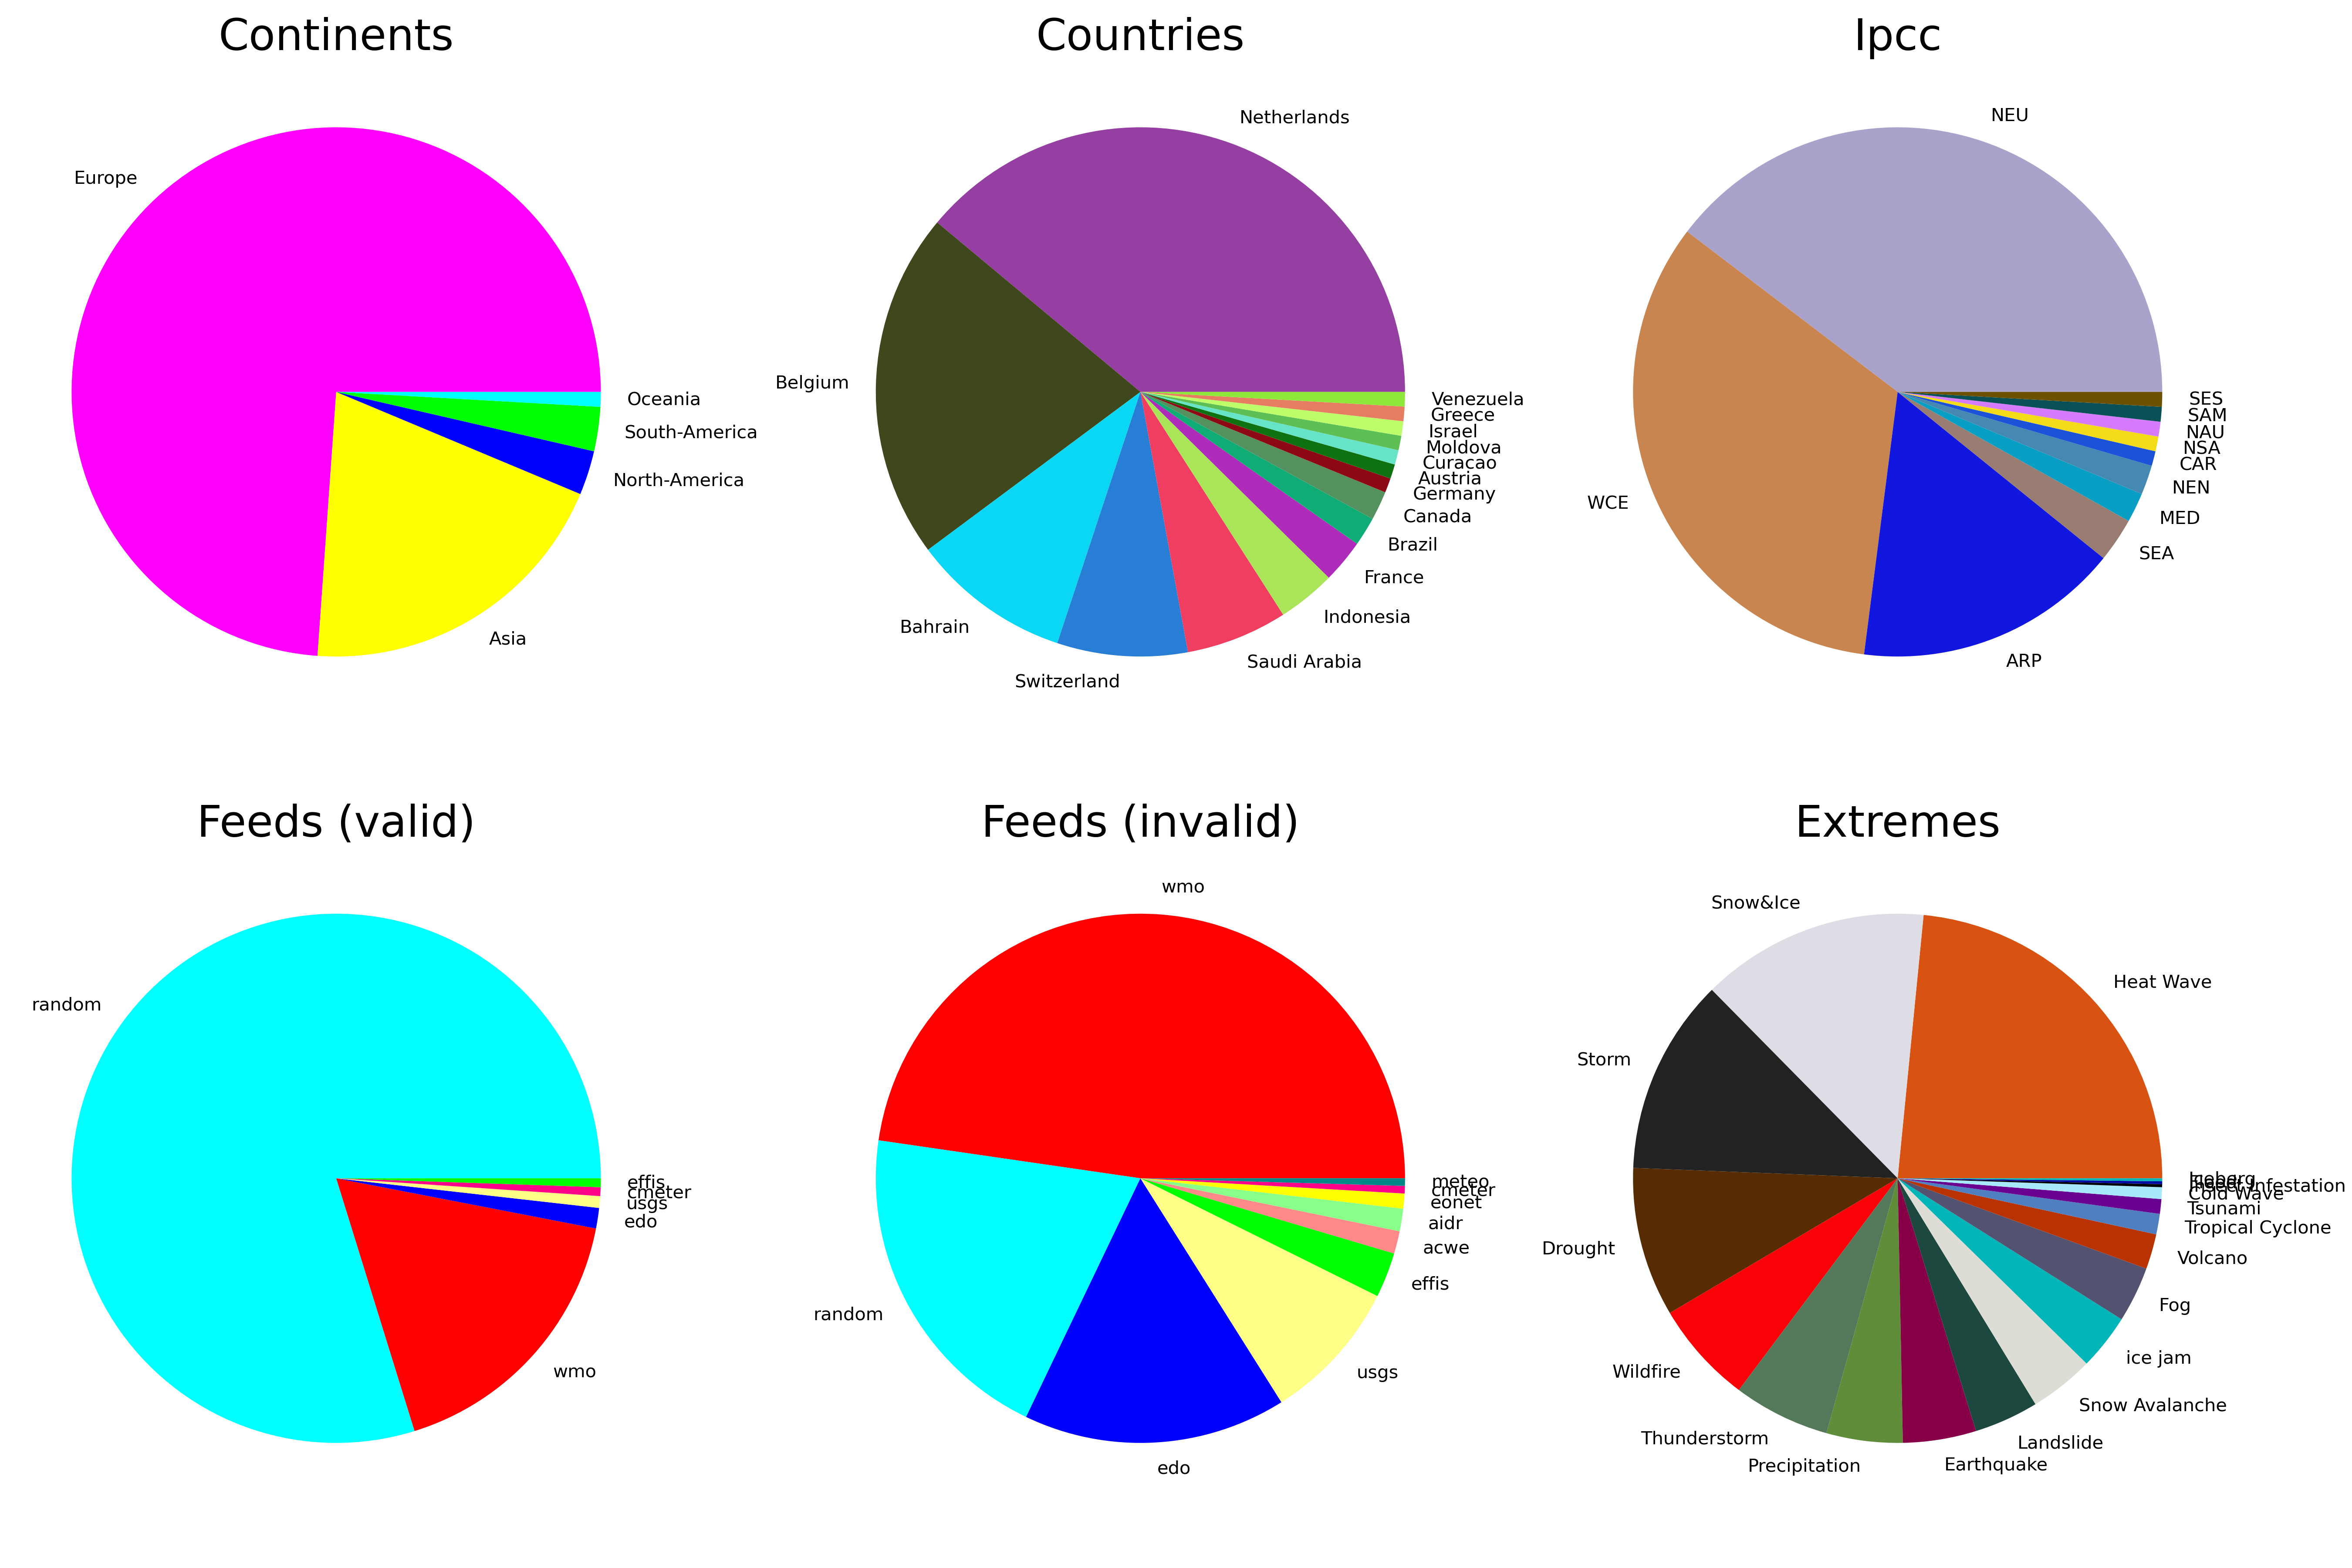 Continents
Europe
Oceania
South-America
North-America
Asia
Countries
Netherlands
Belgium
Venezuela
Greece
Israel
Moldova
Curacao
Austria
Germany
Canada
Brazil
France
Indonesia
Saudi Arabia
Switzerland
Bahrain
Ipcc
NEU
WCE
SES
SAM
NAU
NSA
CAR
NEN
MED
SEA
ARP
Feeds (valid)
random
effis
cmeter
usgs
edo
wmo
Feeds (invalid)
wmo
meteo
cmeter
eonet
aidr
acwe
effis
usgs
edo
random
Extremes
Snow&Ice
Heat Wave
Storm
Iceberg
Insect Infestation
Cold Wave
Tsunami
Tropical Cyclone
Volcano
Fog
ice jam
Snow Avalanche
Landslide
Earthquake
Precipitation
Thunderstorm
Wildfire
Drought